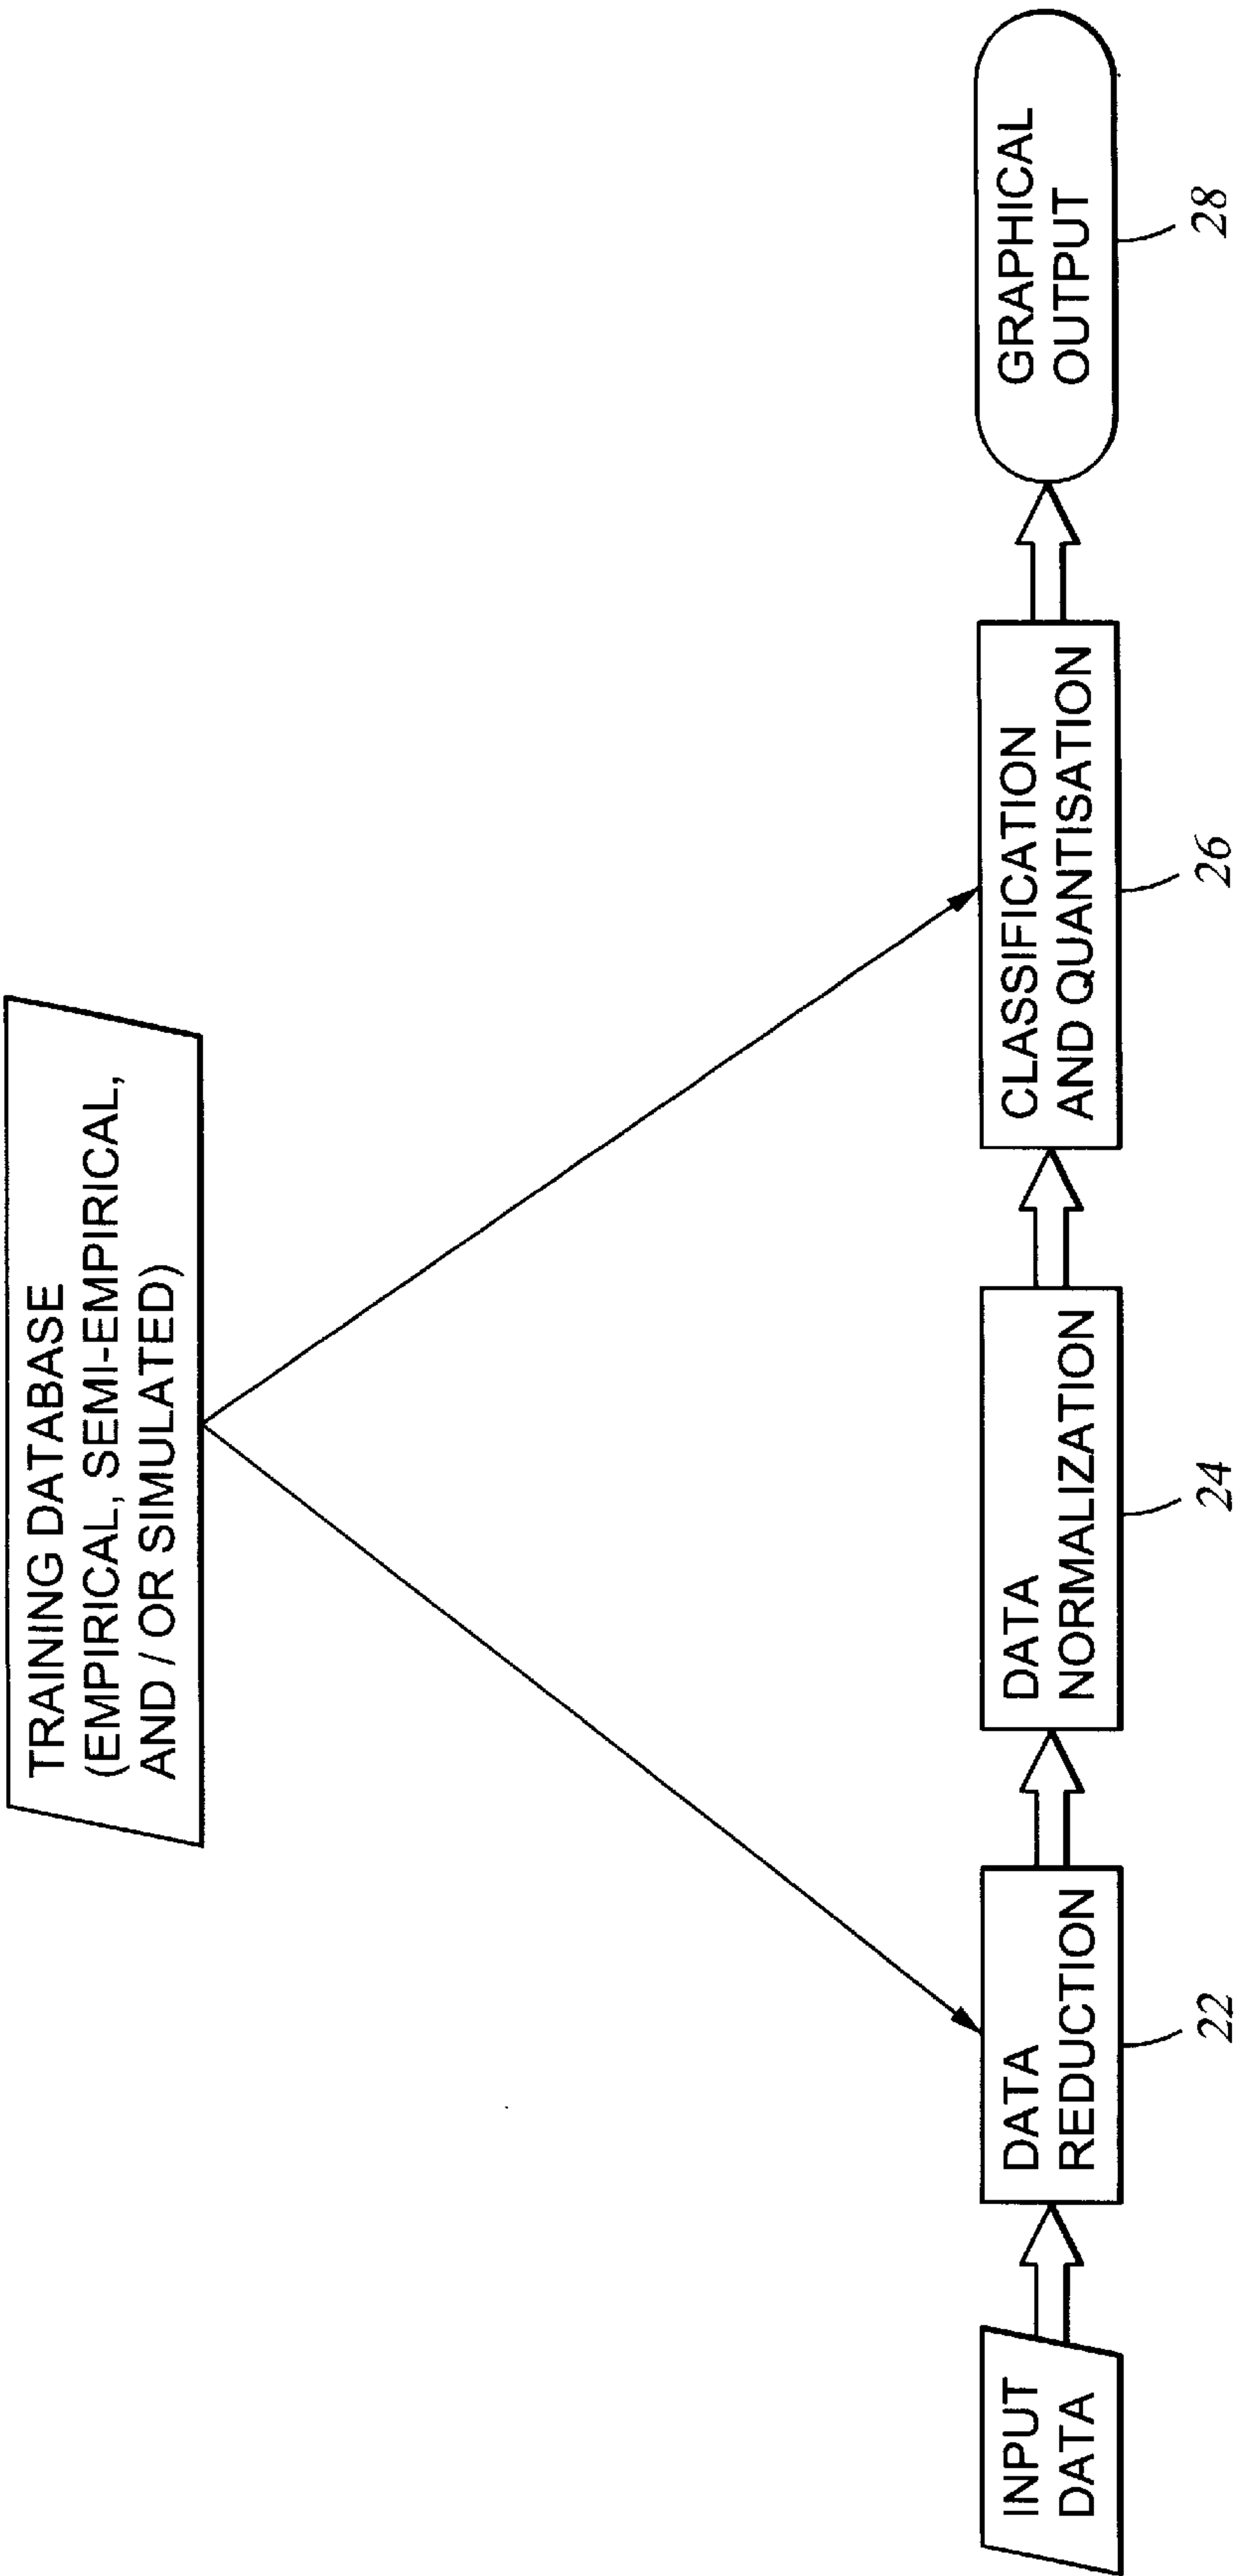 TRAINING DATABASE
(EMPIRICAL, SEMI-EMPIRICAL,
AND / OR SIMULATED)
INPUT
DATA
DATA
REDUCTION
22
DATA
NORMALIZATION
24
CLASSIFICATION
AND QUANTISATION
26
GRAPHICAL
OUTPUT
28